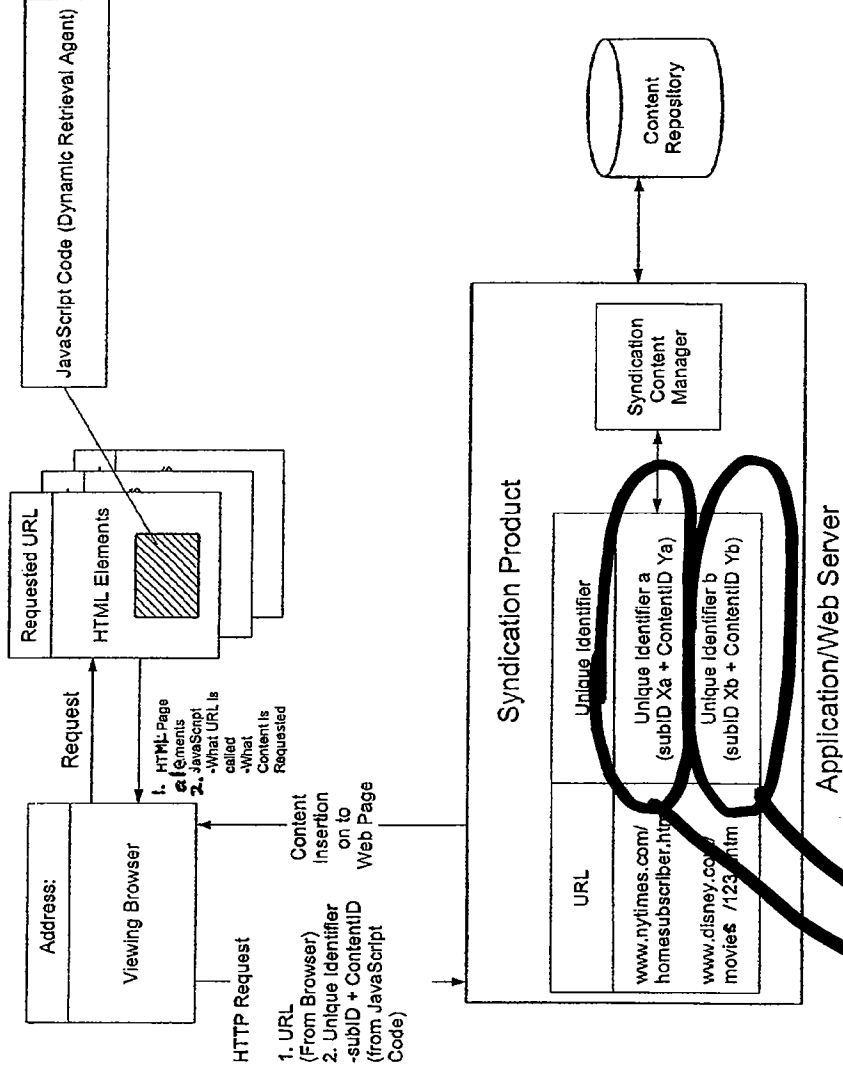 JavaScript Code (Dynamic Retrieval Agent)
Requested URL
HTML Elements
Request
1. HTML Page
elements
2. JavaScript
-What URL Is
called
-What
Content Is
Requested
Address:
Viewing Browser
Content
Insertion
on to
Web Page
HTTP Request
1. URL
(From Browser)
2. Unique Identifier
-subID + ContentID
(from JavaScript
Code)
Syndication Product
URL
Unique Identifier
www.nytimes.com/
homesubscriber.htm
Unique Identifier a
(subID Xa + ContentID Ya)
movies /123
Unique Identifier b
(subID Xb + ContentID Yb)
Syndication
Content
Manager
Content
Repository
Application/Web Server